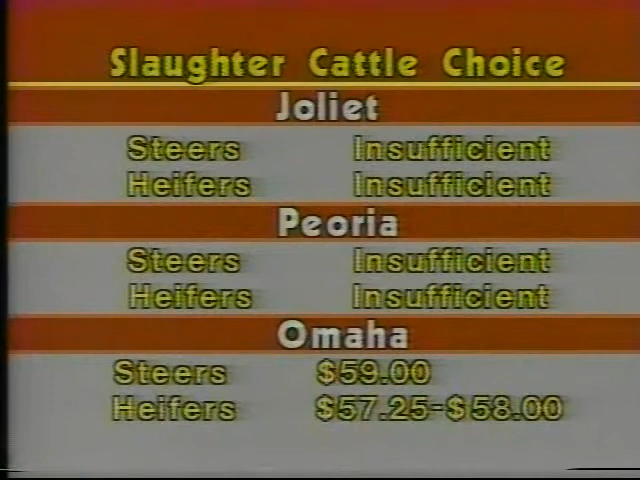 Slaughter Cattle Choice
Joliet
Steers Insufficient
Heifers Insufficient
Peoria
Steers Insufficient
Heifers Insufficient
Omaha
Steers $59.00
Heifers $57.25-$58.00